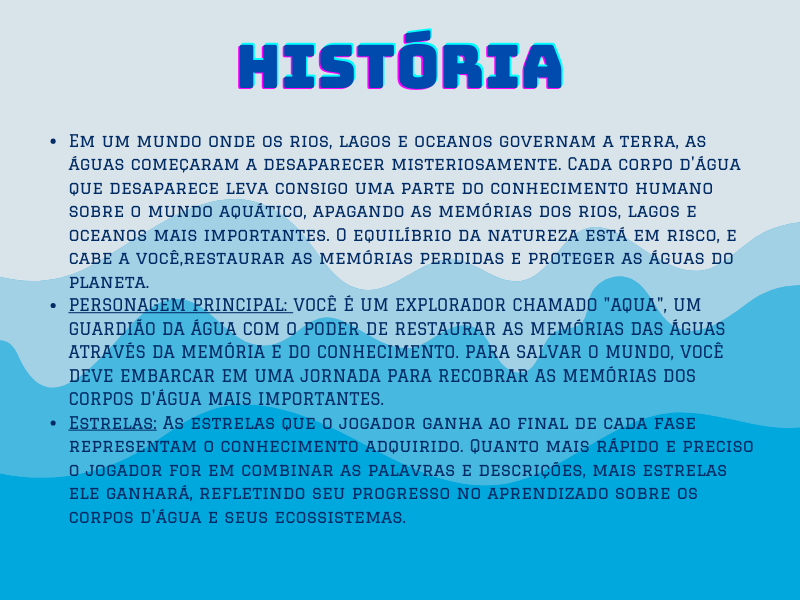 HISTÓRIA
• Em um mundo onde os rios, lagos e oceanos governam a terra, as
águas começaram a desaparecer misteriosamente. Cada corpo d'água
que desaparece leva consigo uma parte do conhecimento humano
sobre o mundo aquático, apagando as memórias dos rios, lagos e
oceanos mais importantes. O equilíbrio da natureza está em risco, e
cabe a você,restaurar as memórias perdidas e proteger as águas do
planeta.
• PERSONAGEM PRINCIPAL: VOCÊ É UM EXPLORADOR CHAMADO "AQUA", UM
GUARDIÃO DA ÁGUA COM O PODER DE RESTAURAR AS MEMÓRIAS DAS ÁGUAS
ATRAVÉS DA MEMÓRIA E DO CONHECIMENTO. PARA SALVAR O MUNDO, VOCÊ
DEVE EMBARCAR EM UMA JORNADA PARA RECOBRAR AS MEMÓRIAS DOS
CORPOS D'ÁGUA MAIS IMPORTANTES.
• Estrelas: As estrelas que o jogador ganha ao final de cada fase
representam o conhecimento adquirido. Quanto mais rápido e preciso
o jogador for em combinar as palavras e descrições, mais estrelas
ele ganhará, refletindo seu progresso no aprendizado sobre os
corpos d'água e seus ecossistemas.